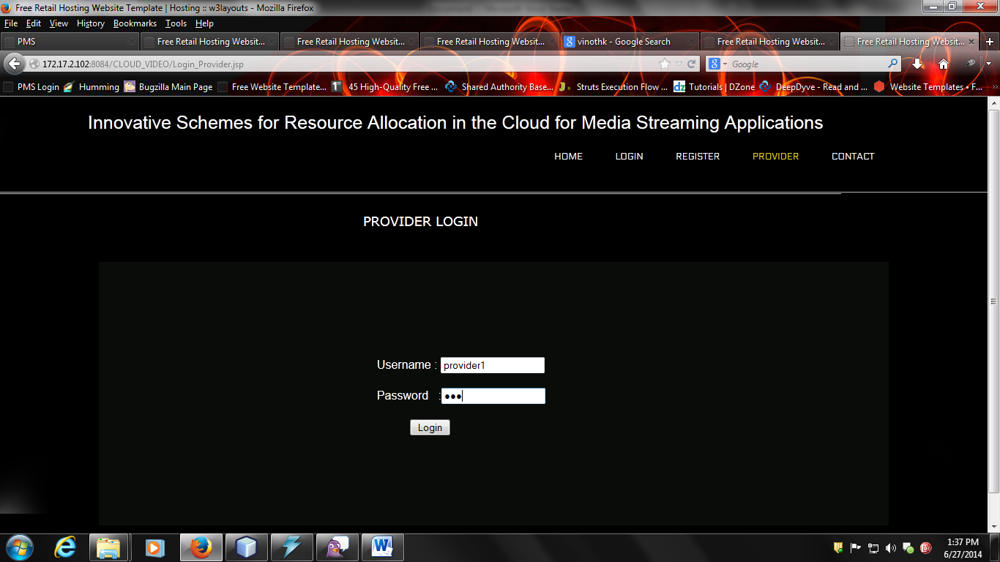 Free Retail Hosting Website Template | Hosting :: w3layouts - Mozilla Firefox
File Edit View History Bookmarks Tools Help
PMS
Free Retail Hosting Websit...
Free Retail Hosting Websit...
Free Retail Hosting Websit...
vinothk - Google Search
Free Retail Hosting Websit...
Free Retail Hosting Websit...
172.17.2.102:8084/CLOUD_VIDEO/Login_Provider.jsp
Google
PMS Login Humming Bugzilla Main Page Free Website Template... 45 High-Quality Free ... Shared Authority Base... Struts Execution Flow ... Tutorials | DZone DeepDyve - Read and ... Website Templates • F...
Innovative Schemes for Resource Allocation in the Cloud for Media Streaming Applications
HOME LOGIN REGISTER PROVIDER CONTACT
PROVIDER LOGIN
Username : provider1
Password :●●●
Login
1:37 PM
6/27/2014